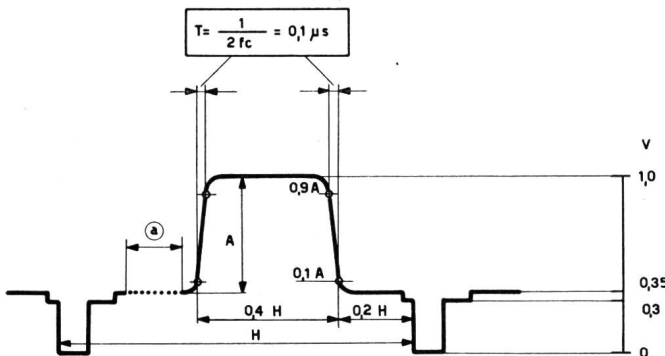 T= 1/2 fc = 0,1 µs
V
1,0
0,9 A
a
A
0,1 A
0,35
0,3
0,4 H
0,2 H
H
0